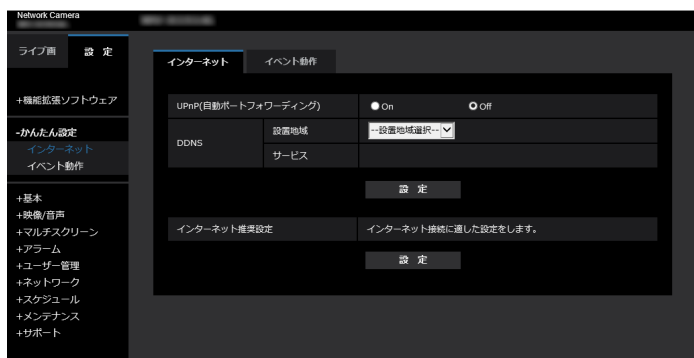 Network Camera
ライブ画
設 定
インターネット
イベント動作
+機能拡張ソフトウェア
UPnP(自動ポートフォワーディング)
On
Off
DDNS
設置地域
--設置地域選択--
サービス
-かんたん設定
インターネット
イベント動作
設 定
+基本
+映像/音声
+マルチスクリーン
+アラーム
+ユーザー管理
+ネットワーク
+スケジュール
+メンテナンス
+サポート
インターネット推奨設定
インターネット接続に適した設定をします。
設 定